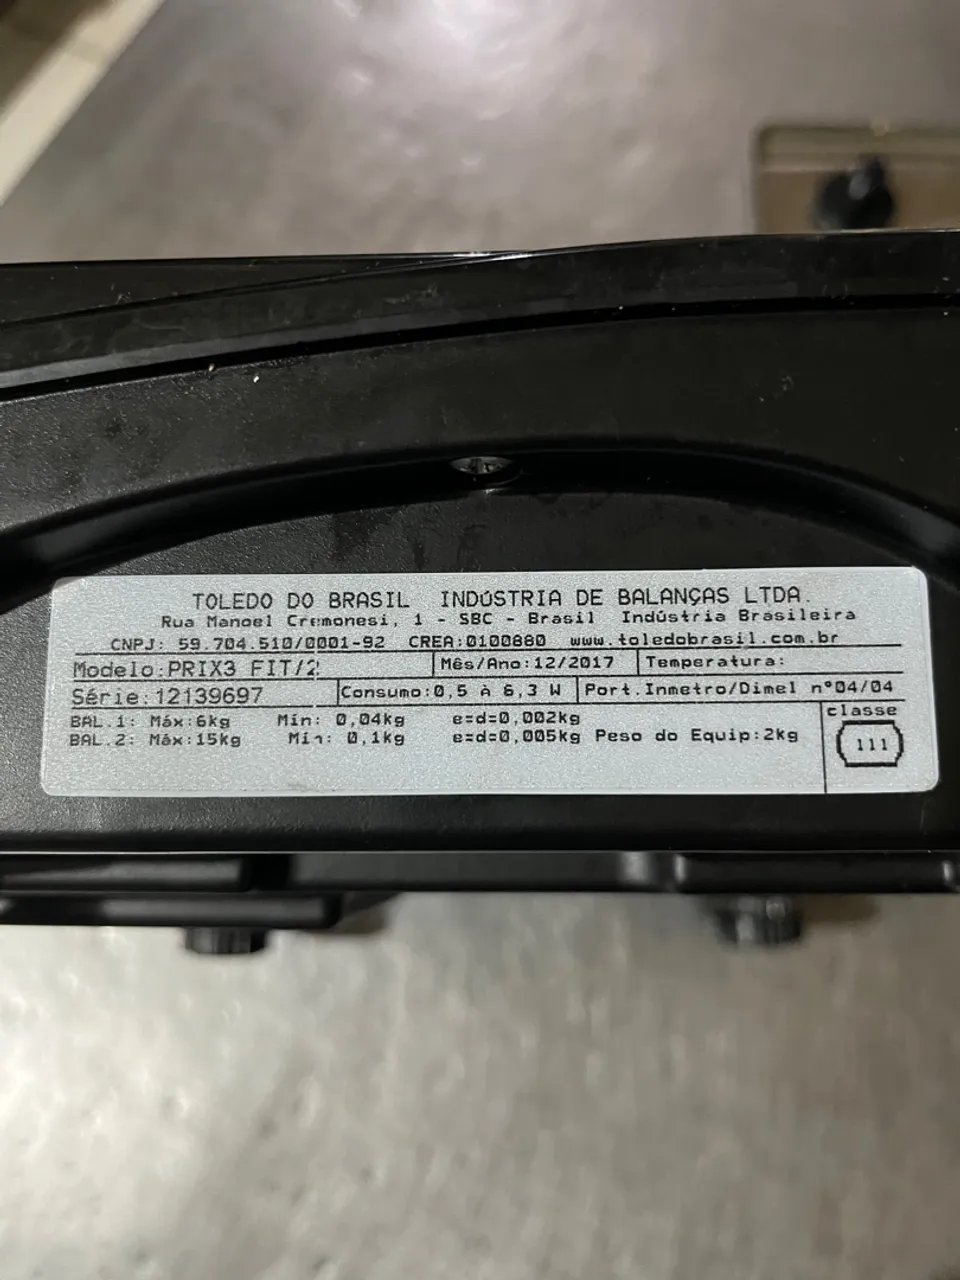 TOLEDO DO BRASIL INDÚSTRIA DE BALANÇAS LTDA.
Rua Manoel Cremonesi, 1 - SBC - Brasil Indústria Brasileira
CNPJ: 59.704.510/0001-92 CREA:0100880 www.toledobrasil.com.br
Modelo:PRIX3 FIT/2 Mês/Ano:12/2017 Temperatura:
Série:12139697 Consumo:0,5 à 6,3 W Port.Inmetro/Dimel nº04/04
BAL.1: Máx:6kg Min: 0,04kg e=d=0,002kg
BAL.2: Máx:15kg Min: 0,1kg e=d=0,005kg Peso do Equip:2kg
classe
111